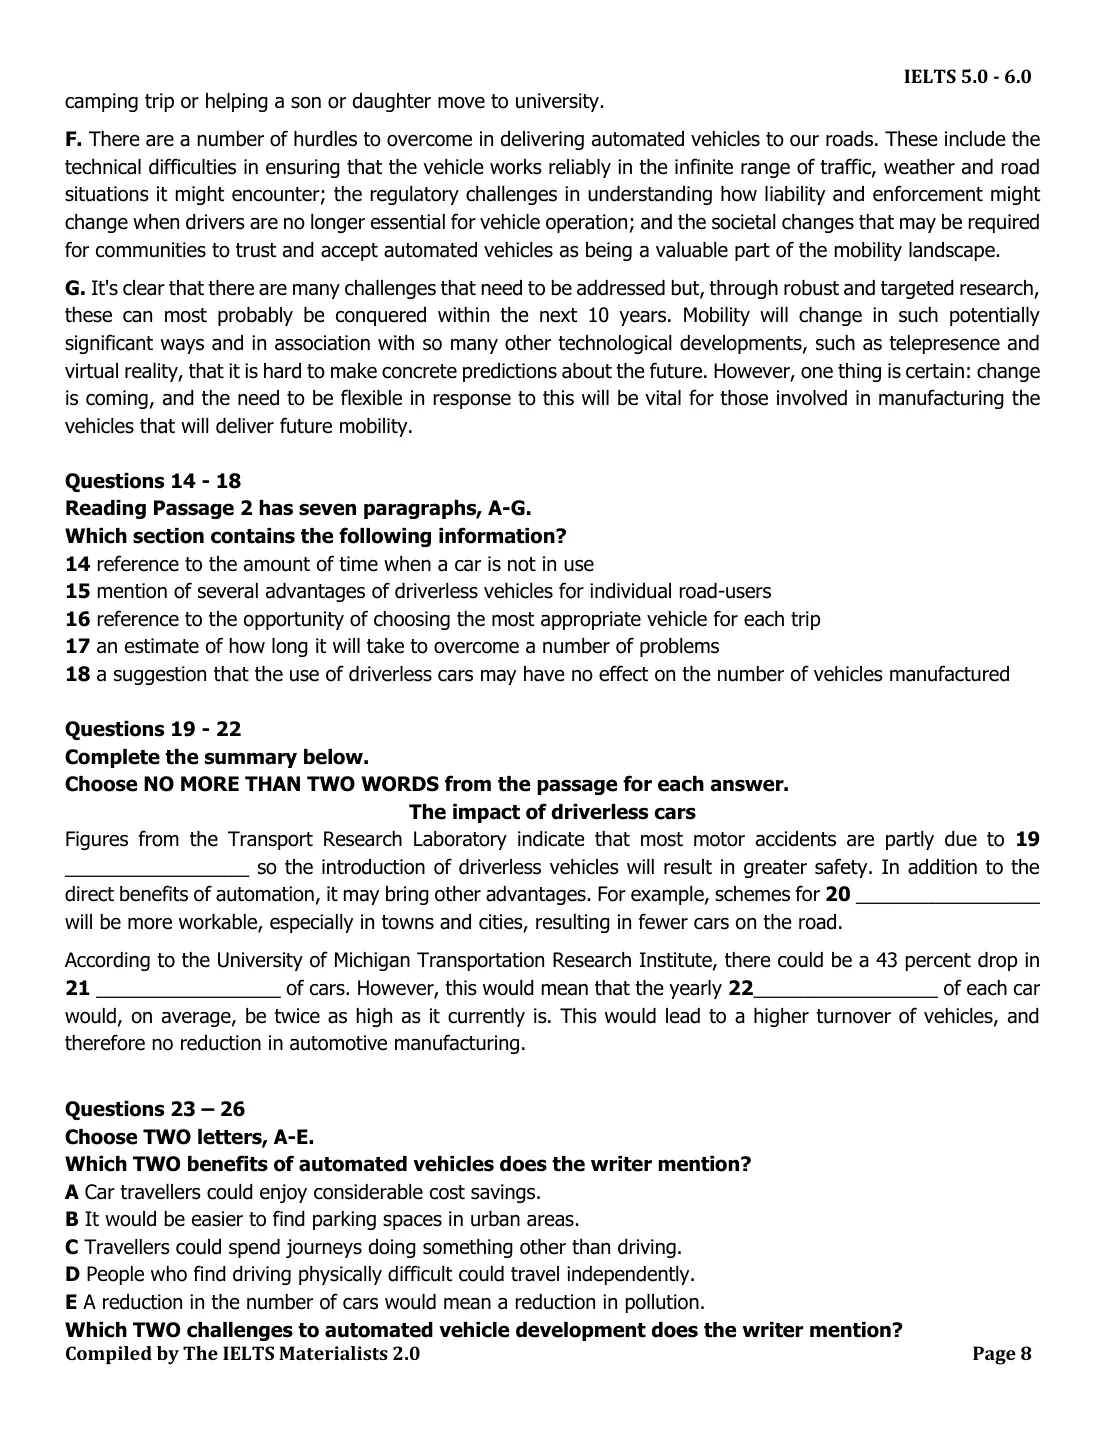 IELTS 5.0 - 6.0
camping trip or helping a son or daughter move to university.
F. There are a number of hurdles to overcome in delivering automated vehicles to our roads. These include the
technical difficulties in ensuring that the vehicle works reliably in the infinite range of traffic, weather and road
situations it might encounter; the regulatory challenges in understanding how liability and enforcement might
change when drivers are no longer essential for vehicle operation; and the societal changes that may be required
for communities to trust and accept automated vehicles as being a valuable part of the mobility landscape.
G. It's clear that there are many challenges that need to be addressed but, through robust and targeted research,
these can most probably be conquered within the next 10 years. Mobility will change in such potentially
significant ways and in association with so many other technological developments, such as telepresence and
virtual reality, that it is hard to make concrete predictions about the future. However, one thing is certain: change
is coming, and the need to be flexible in response to this will be vital for those involved in manufacturing the
vehicles that will deliver future mobility.
Questions 14 - 18
Reading Passage 2 has seven paragraphs, A-G.
Which section contains the following information?
14 reference to the amount of time when a car is not in use
15 mention of several advantages of driverless vehicles for individual road-users
16 reference to the opportunity of choosing the most appropriate vehicle for each trip
17 an estimate of how long it will take to overcome a number of problems
18 a suggestion that the use of driverless cars may have no effect on the number of vehicles manufactured
Questions 19 - 22
Complete the summary below.
Choose NO MORE THAN TWO WORDS from the passage for each answer.
The impact of driverless cars
Figures from the Transport Research Laboratory indicate that most motor accidents are partly due to 19
_________________ so the introduction of driverless vehicles will result in greater safety. In addition to the
direct benefits of automation, it may bring other advantages. For example, schemes for 20 _________________
will be more workable, especially in towns and cities, resulting in fewer cars on the road.
According to the University of Michigan Transportation Research Institute, there could be a 43 percent drop in
21 _________________ of cars. However, this would mean that the yearly 22_________________ of each car
would, on average, be twice as high as it currently is. This would lead to a higher turnover of vehicles, and
therefore no reduction in automotive manufacturing.
Questions 23 – 26
Choose TWO letters, A-E.
Which TWO benefits of automated vehicles does the writer mention?
A Car travellers could enjoy considerable cost savings.
B It would be easier to find parking spaces in urban areas.
C Travellers could spend journeys doing something other than driving.
D People who find driving physically difficult could travel independently.
E A reduction in the number of cars would mean a reduction in pollution.
Which TWO challenges to automated vehicle development does the writer mention?
Compiled by The IELTS Materialists 2.0 Page 8